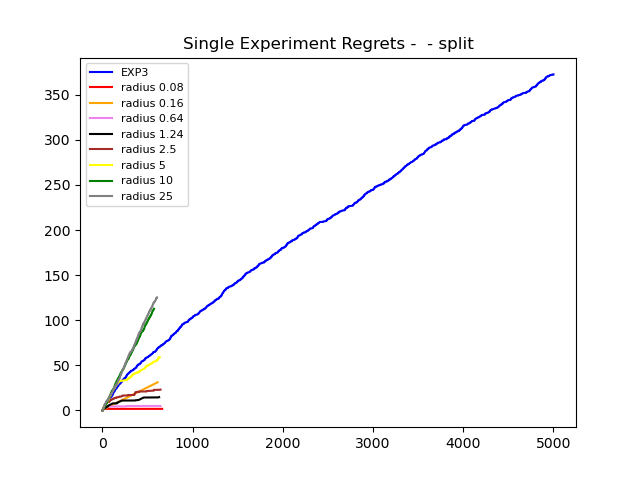 Single Experiment Regrets -  - split
EXP3
radius 0.08
radius 0.16
radius 0.64
radius 1.24
radius 2.5
radius 5
radius 10
radius 25
350
300
250
200
150
100
50
0
0 1000 2000 3000 4000 5000